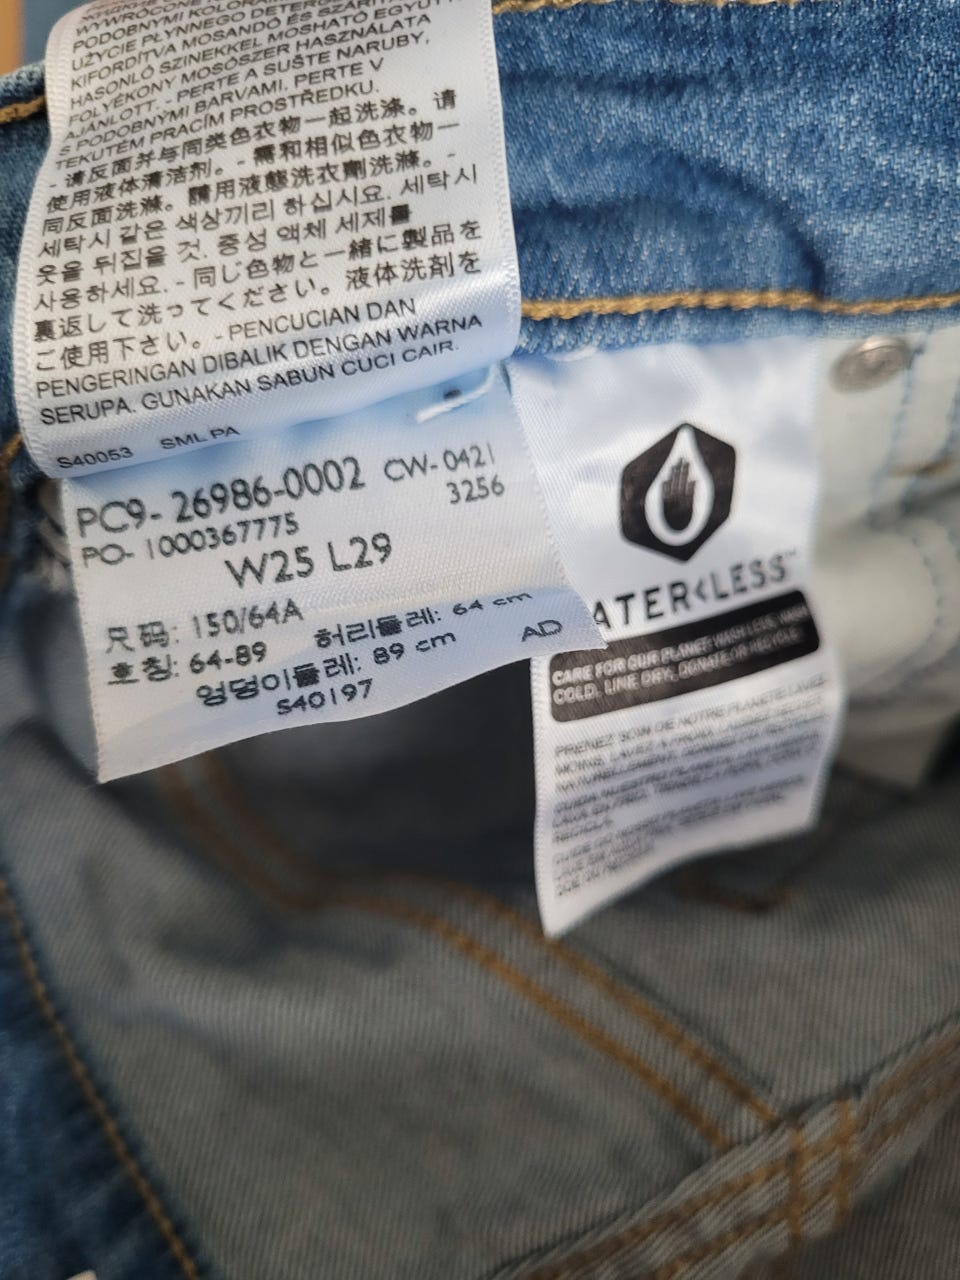 PODOBNYMI
UŻYCIE PŁYNNEGO
KIFORDÍTVA MOSANDÓ ÉS SZÁRÍTANDÓ
HASONLÓ SZÍNEKKEL MOSHATÓ EGYÜTT.
FOLYÉKONY MOSÓSZER HASZNÁLATA
AJÁNLOTT. - PERTE A SUŠTE NARUBY,
S PODOBNÝMI BARVAMI. PERTE V
TEKUTÉM PRACÍM PROSTŘEDKU.
- 请反面并与同类色衣物一起洗涤。请
使用液体清洁剂。- 需和相似色衣物一
同反面洗滌。請用液態洗衣劑洗滌。-
세탁시 같은 색상끼리 하십시요. 세탁시
옷을 뒤집을 것. 중성 액체 세제를
사용하세요. - 同じ色物と一緒に製品を
裏返して洗ってください。液体洗剤を
ご使用下さい。- PENCUCIAN DAN
PENGERINGAN DIBALIK DENGAN WARNA
SERUPA. GUNAKAN SABUN CUCI CAIR.
S40053 SML PA
PC9- 26986-0002 CW- 0421
PO- 1000367775 3256
W25 L29
尺码: 150/64A
호칭: 64-89 허리둘레: 64 cm
엉덩이둘레: 89 cm AD
S40197
ATER<LESS™
CARE FOR OUR PLANET: WASH LESS, WASH
COLD, LINE DRY, DONATE OR RECYCLE
PRENEZ SOIN DE NOTRE PLANÈTE: LAVEZ